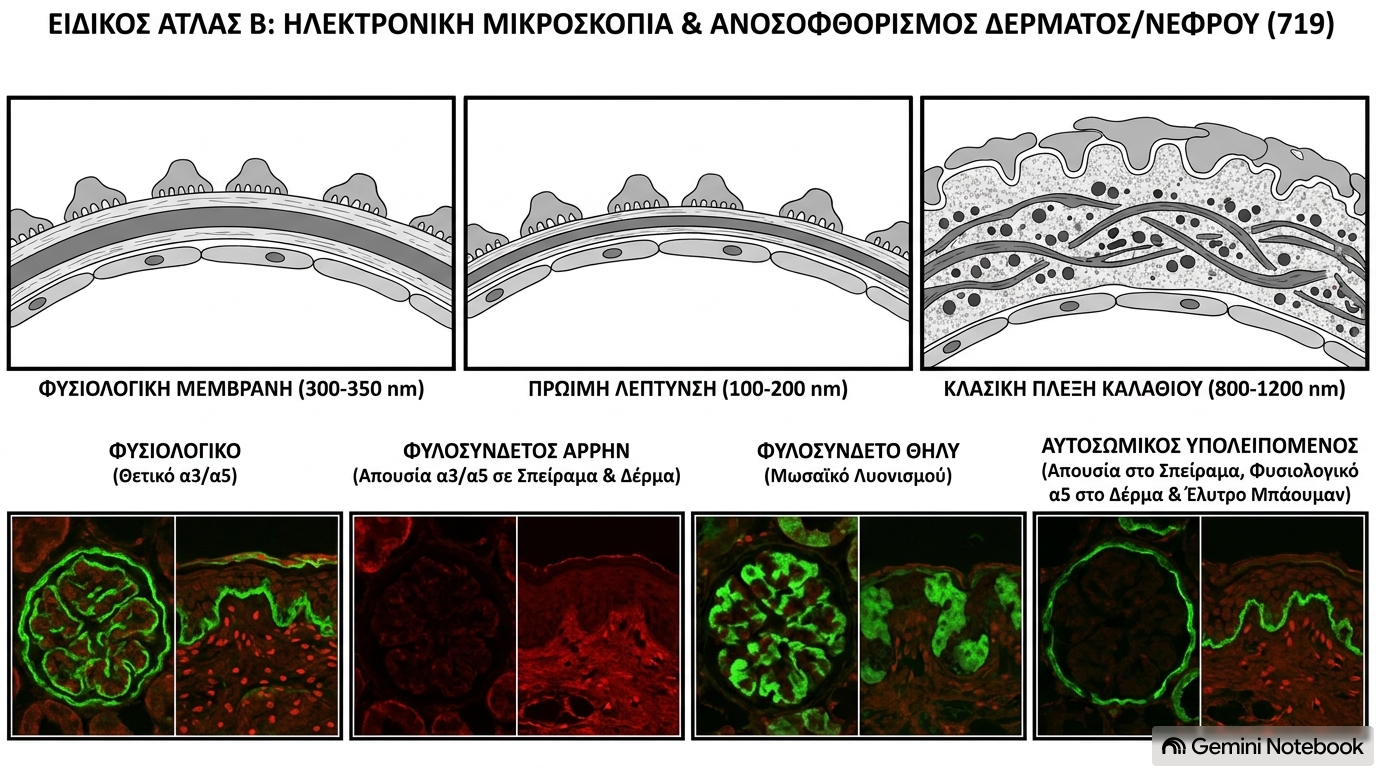 ΕΙΔΙΚΟΣ ΑΤΛΑΣ Β: ΗΛΕΚΤΡΟΝΙΚΗ ΜΙΚΡΟΣΚΟΠΙΑ & ΑΝΟΣΟΦΘΟΡΙΣΜΟΣ ΔΕΡΜΑΤΟΣ/ΝΕΦΡΟΥ (719)
ΦΥΣΙΟΛΟΓΙΚΗ ΜΕΜΒΡΑΝΗ (300-350 nm)
ΠΡΩΙΜΗ ΛΕΠΤΥΝΣΗ (100-200 nm)
ΚΛΑΣΙΚΗ ΠΛΕΞΗ ΚΑΛΑΘΙΟΥ (800-1200 nm)
ΦΥΣΙΟΛΟΓΙΚΟ
(Θετικό α3/α5)
ΦΥΛΟΣΥΝΔΕΤΟΣ ΑΡΡΗΝ
(Απουσία α3/α5 σε Σπείραμα & Δέρμα)
ΦΥΛΟΣΥΝΔΕΤΟ ΘΗΛΥ
(Μωσαϊκό Λυονισμού)
ΑΥΤΟΣΩΜΙΚΟΣ ΥΠΟΛΕΙΠΟΜΕΝΟΣ
(Απουσία στο Σπείραμα, Φυσιολογικό
α5 στο Δέρμα & Έλυτρο Μπάουμαν)
Gemini Notebook